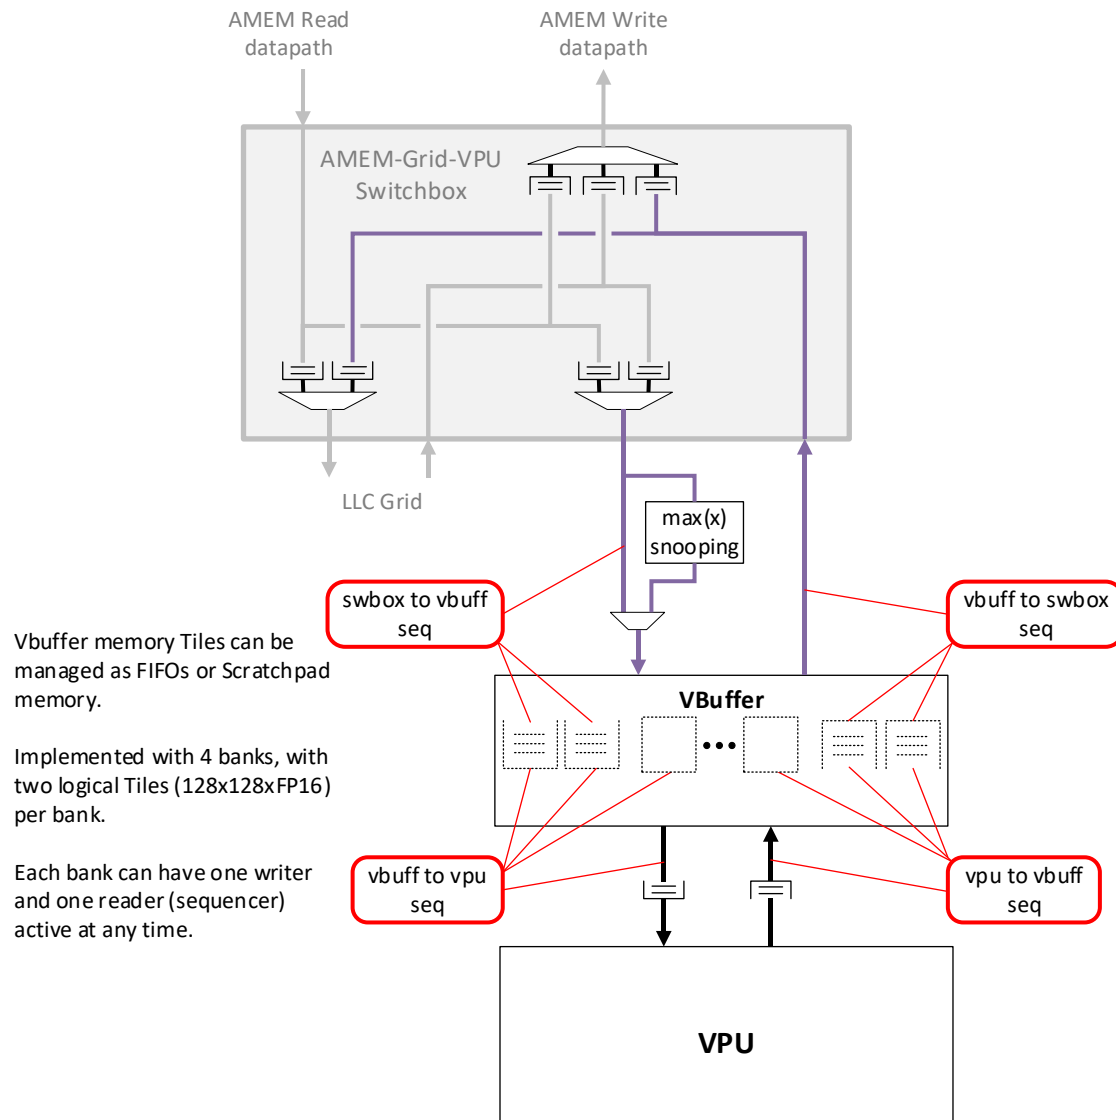 AMEM Read
datapath
AMEM Write
datapath
AMEM-Grid-VPU
Switchbox
LLC Grid
max(x)
snooping
swbox to vbuff
seq
vbuff to swbox
seq
Vbuffer memory Tiles can be
managed as FIFOs or Scratchpad
memory.
Implemented with 4 banks, with
two logical Tiles (128x128xFP16)
per bank.
Each bank can have one writer
and one reader (sequencer)
active at any time.
VBuffer
vbuff to vpu
seq
vpu to vbuff
seq
VPU